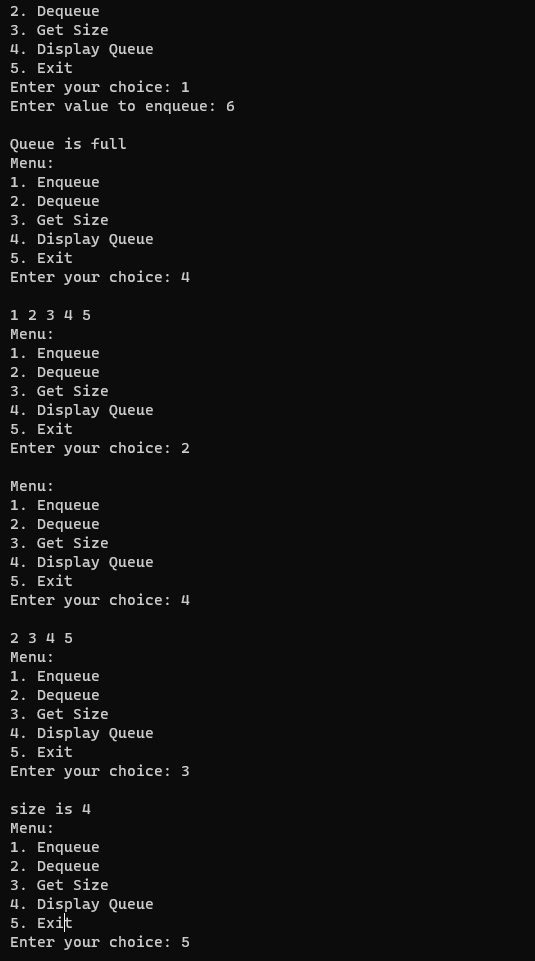 2. Dequeue
3. Get Size
4. Display Queue
5. Exit
Enter your choice: 1
Enter value to enqueue: 6
Queue is full
Menu:
1. Enqueue
2. Dequeue
3. Get Size
4. Display Queue
5. Exit
Enter your choice: 4
1 2 3 4 5
Menu:
1. Enqueue
2. Dequeue
3. Get Size
4. Display Queue
5. Exit
Enter your choice: 2
Menu:
1. Enqueue
2. Dequeue
3. Get Size
4. Display Queue
5. Exit
Enter your choice: 4
2 3 4 5
Menu:
1. Enqueue
2. Dequeue
3. Get Size
4. Display Queue
5. Exit
Enter your choice: 3
size is 4
Menu:
1. Enqueue
2. Dequeue
3. Get Size
4. Display Queue
5. Exit
Enter your choice: 5